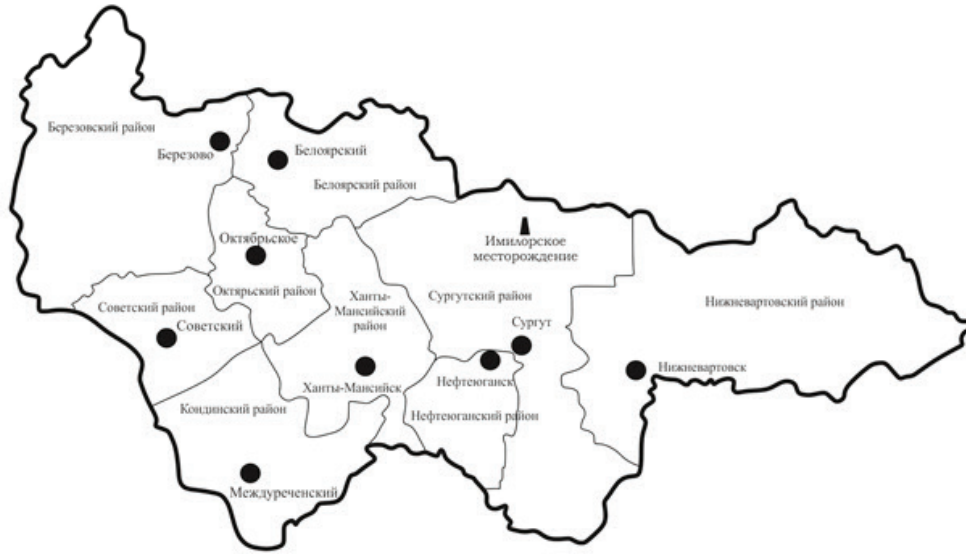 Березовский район
Березово
Белоярский
Белоярский район
Октябрьское
Октярьский район
Имилорское
месторождение
Ханты-
Мансийский
район
Сургутский район
Нижневартовский район
Советский район
Советский
Сургут
Нефтеюганск
Нижневартовск
Ханты-Мансийск
Кондинский район
Нефтеюганский район
Междуреченский